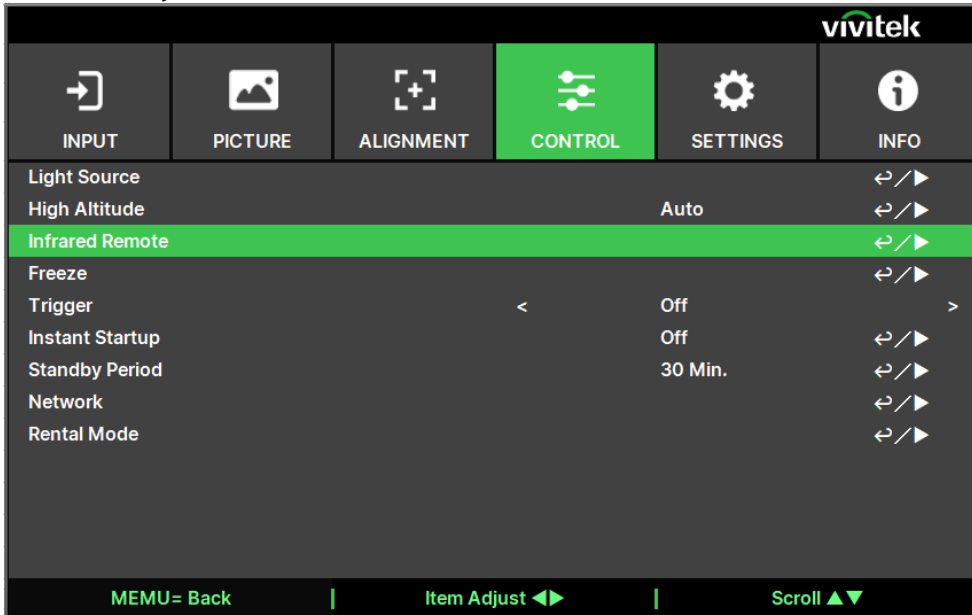 vivitek
INPUT PICTURE ALIGNMENT CONTROL SETTINGS INFO
Light Source
High Altitude Auto
Infrared Remote
Freeze
Trigger < Off >
Instant Startup Off
Standby Period 30 Min.
Network
Rental Mode
MEMU= Back | Item Adjust ◀▶ | Scroll ▲▼